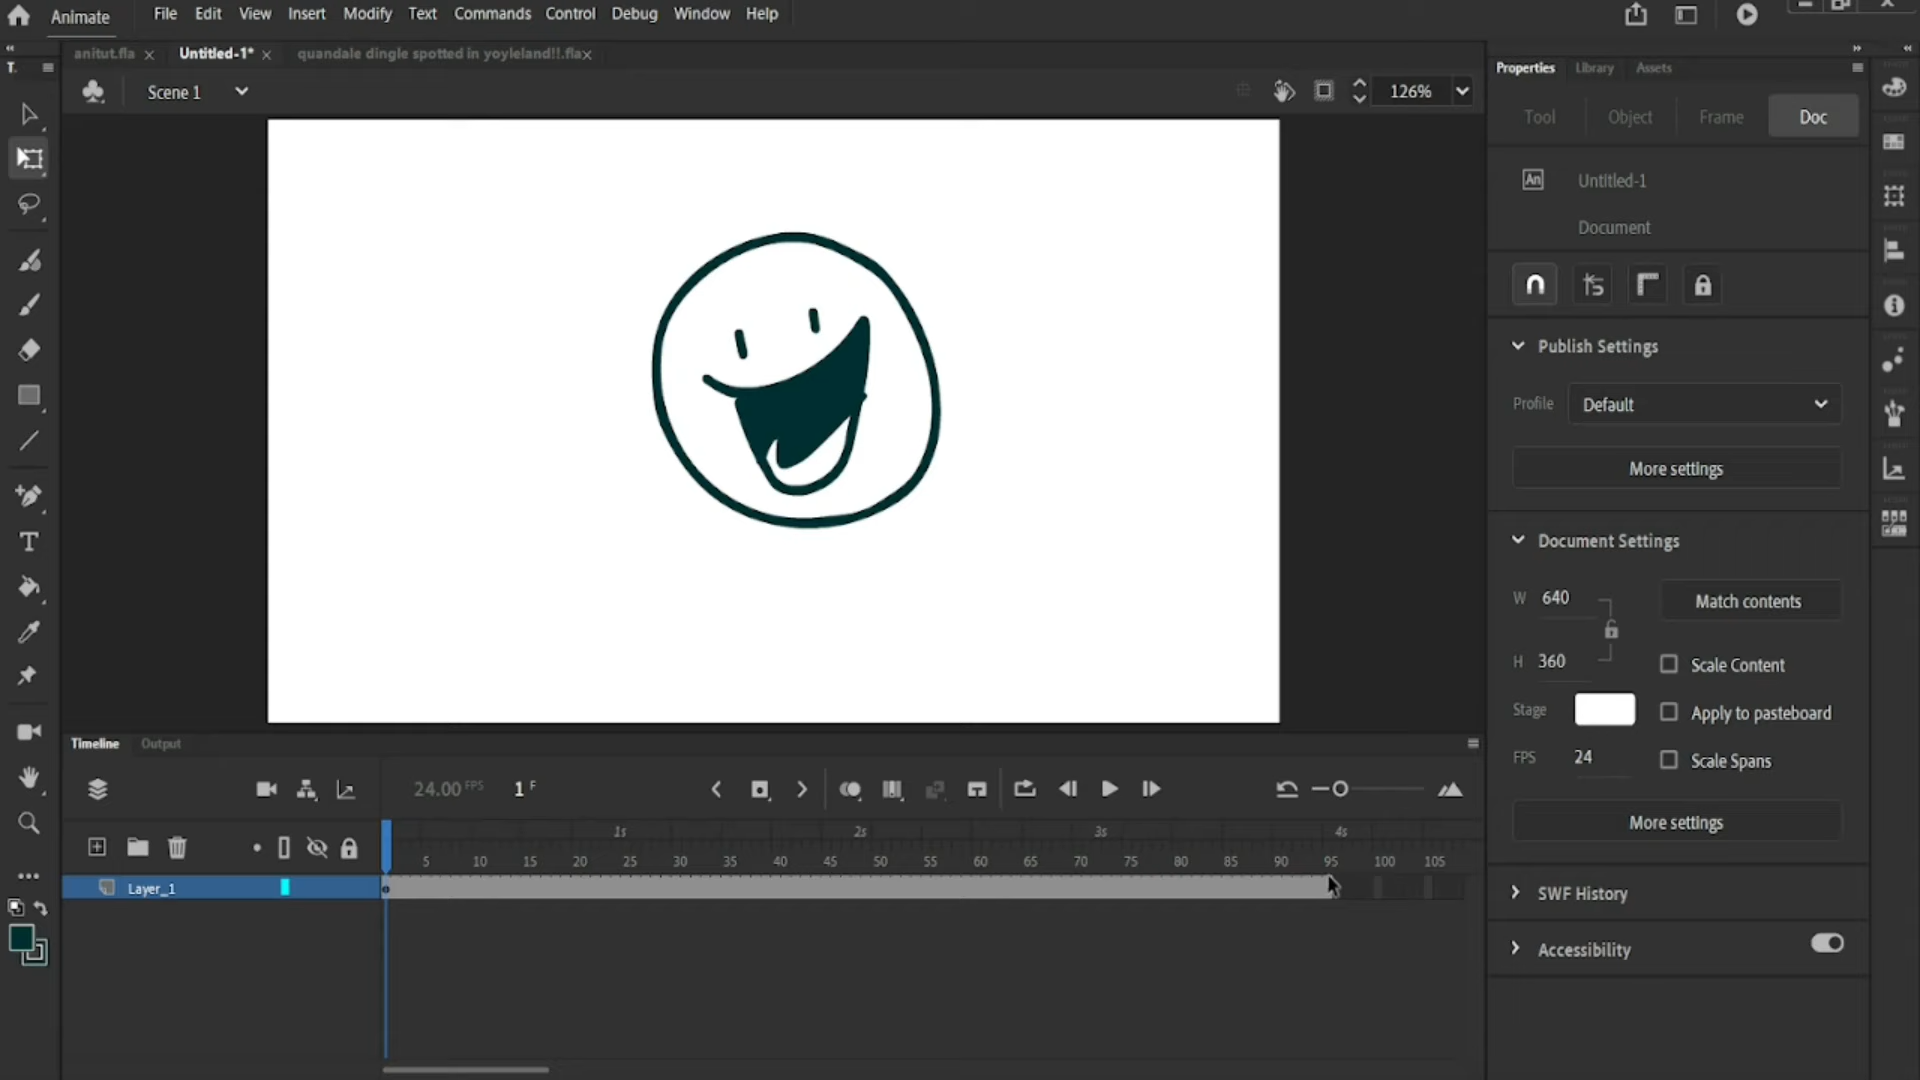 Animate File Edit View Insert Modify Text Commands Control Debug Window Help
anitut.fla × Untitled-1* × quandale dingle spotted in yoyleland!!.fla×
T.
Scene 1
126%
Properties Library Assets
Tool Object Frame Doc
An Untitled-1
Document
Publish Settings
Profile Default
More settings
Document Settings
W 640
Match contents
H 360
Scale Content
Stage
Apply to pasteboard
FPS 24
Scale Spans
More settings
SWF History
Accessibility
Timeline Output
24.00 FPS 1 F
1s 2s 3s 4s
5 10 15 20 25 30 35 40 45 50 55 60 65 70 75 80 85 90 95 100 105
Layer_1
T